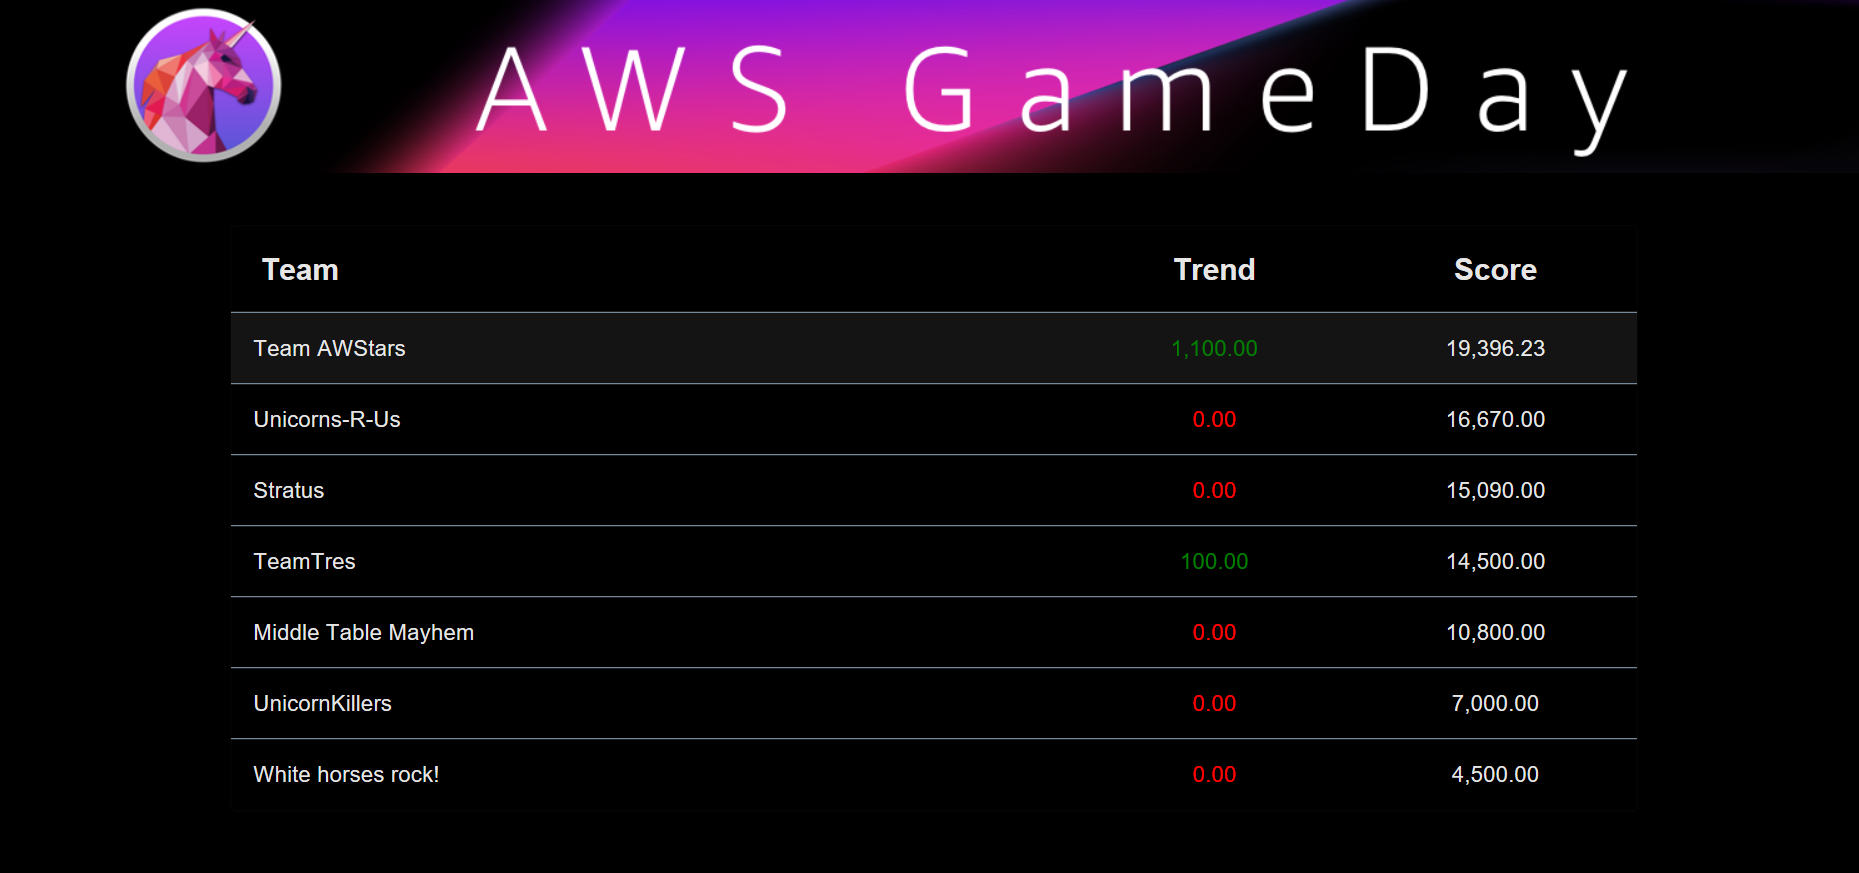 AWS GameDay
Team Trend Score
Team AWStars 1,100.00 19,396.23
Unicorns-R-Us 0.00 16,670.00
Stratus 0.00 15,090.00
TeamTres 100.00 14,500.00
Middle Table Mayhem 0.00 10,800.00
UnicornKillers 0.00 7,000.00
White horses rock! 0.00 4,500.00